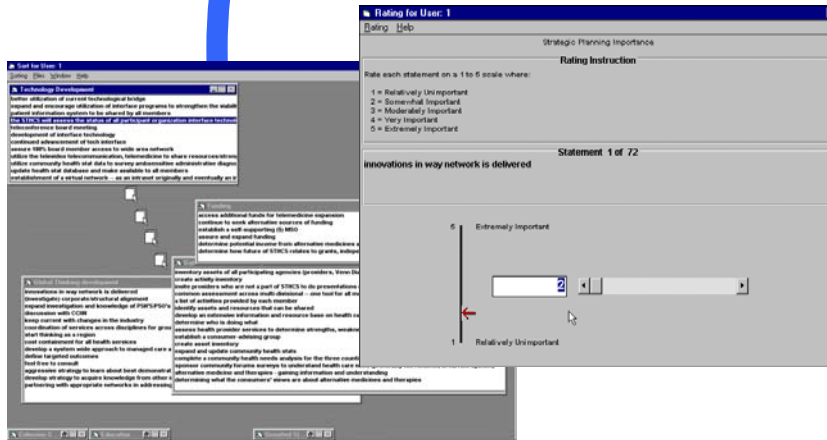 Rating for User: 1
Rating Help
Strategic Planning Importance
Rating Instruction
Rate each statement on a 1 to 5 scale where:
1 = Relatively Unimportant
2 = Somewhat Important
3 = Moderately Important
4 = Very Important
5 = Extremely Important
Statement 1 of 72
innovations in way network is delivered
5 Extremely Important
2
1 Relatively Unimportant
Sort for User: 1
Sorting Piles Window Help
Technology Development
better utilization of current technological bridge
expand and encourage utilization of interface programs to strengthen the viabilit
patient information system to be shared by all members
the STHCS will assess the status of all participant organization interface technol
teleconference board meeting
development of interface technology
continued advancement of tech interface
assure 100% board member access to wide area network
utilize the intervideo telecommunication, telemedicine to share resources/streng
utilize community health stat data to survey ambosensitive administrative diagnos
update health stat database and make available to all members
establishment of a virtual network -- as an intranet originally and eventually an ir
Funding
access additional funds for telemedicine expansion
continue to seek alternative sources of funding
establish a self-supporting (6) MSO
assure and expand funding
determine potential income from alternative medicines a
determine how future of STHCS relates to grants, indepe
inventory assets of all participating agencies (providers, Venn Dia
create activity inventory
invite providers who are not a part of STHCS to do presentations
common assessment across multi divisional -- one tool for all m
a list of activities provided by each member
identify assets and resources that can be shared
develop an extensive information and resource base on health ca
determine who is doing what
assess health provider services to determine strengths, weaknes
establish a consumer-advising group
create asset inventory
expand and update community health stats
complete a community health needs analysis for the three count
sponsor community forums surveys to understand health care
alternative medicine and therapies - gaining information and understanding
determining what the consumers' views are about alternative medicines and therapies
Global Thinking development
innovations in way network is delivered
(investigate) corporate/structural alignment
expand investigation and knowledge of PSN'S/PSO's
discussion with CCHN
keep current with changes in the industry
coordination of services across disciplines for grou
start thinking as a region
cost containment for all health services
develop a system wide approach to managed care a
define targeted outcomes
feel free to consult
aggressive strategy to learn about best demonstrat
develop strategy to acquire knowledge from other
partnering with appropriate networks in addressing
Education